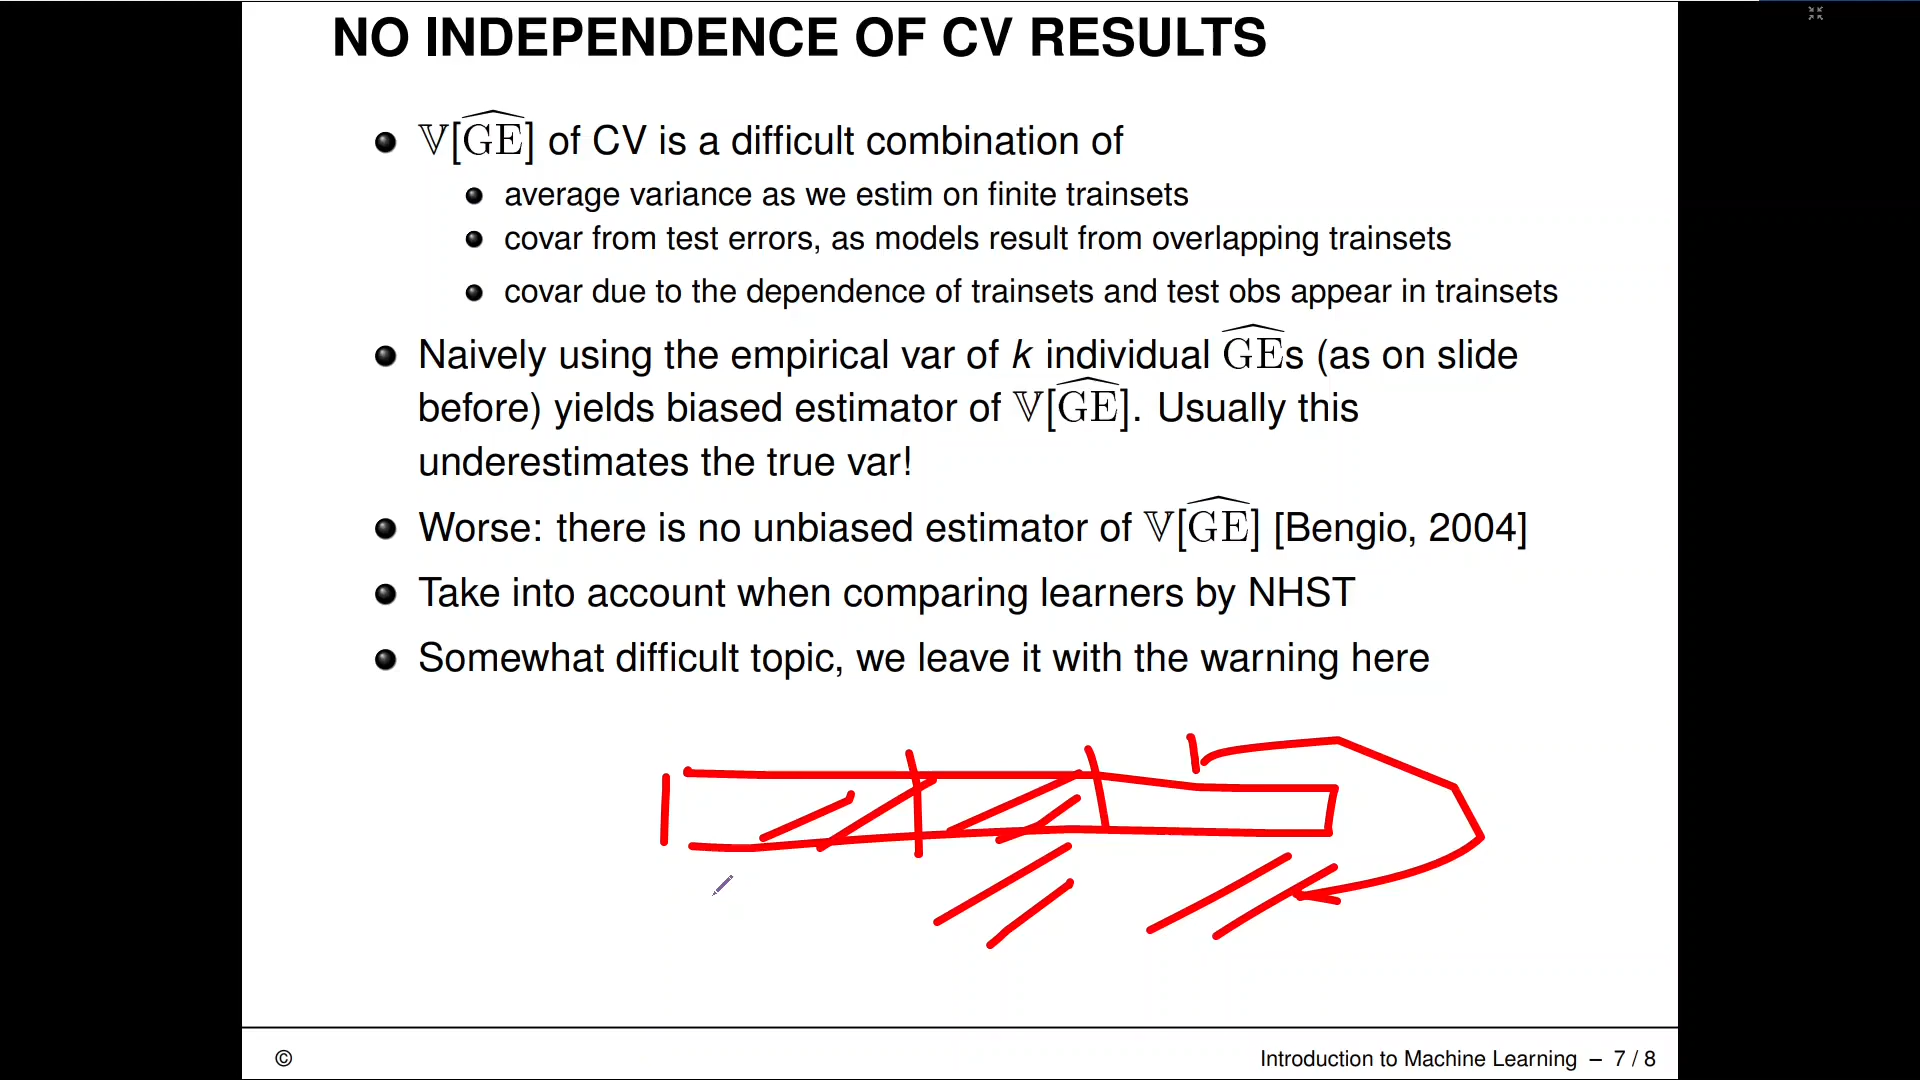 NO INDEPENDENCE OF CV RESULTS
𝕍[G͡E] of CV is a difficult combination of
average variance as we estim on finite trainsets
covar from test errors, as models result from overlapping trainsets
covar due to the dependence of trainsets and test obs appear in trainsets
Naively using the empirical var of k individual G͡Es (as on slide
before) yields biased estimator of 𝕍[G͡E]. Usually this
underestimates the true var!
Worse: there is no unbiased estimator of 𝕍[G͡E] [Bengio, 2004]
Take into account when comparing learners by NHST
Somewhat difficult topic, we leave it with the warning here
© Introduction to Machine Learning – 7 / 8